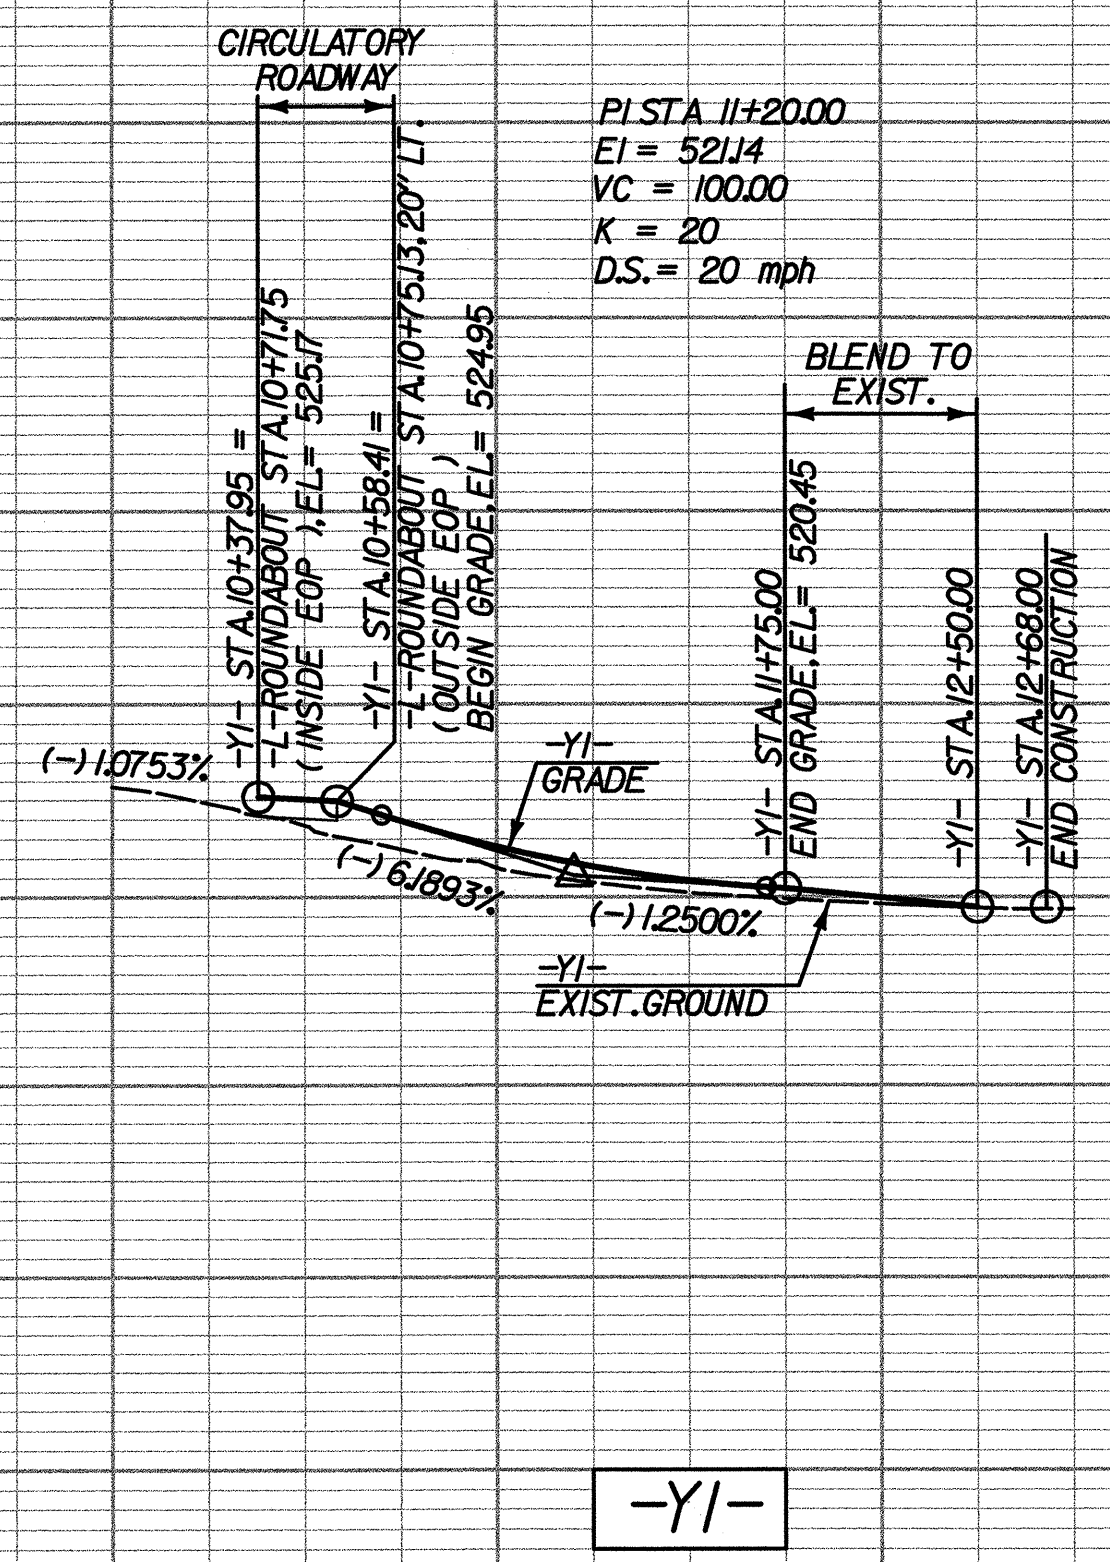 CIRCULATORY
ROADWAY
PI STA 11+20.00
El = 521.14
VC = 100.00
K = 20
D.S. = 20 mph
BLEND TO
EXIST.
-Y1- STA. 10+37.95 =
-L- ROUNDABOUT STA. 10+71.75
( INSIDE EOP ), EL. = 525.17
-Y1- STA. 10+58.41 =
-L- ROUNDABOUT STA. 10+75.13, 20" LT.
( OUTSIDE EOP )
BEGIN GRADE, EL. = 524.95
-Y1- STA. 11+75.00
END GRADE, EL. = 520.45
-Y1- STA. 12+50.00
-Y1- STA. 12+68.00
END CONSTRUCTION
(-) 1.0753%
-Y1-
GRADE
(-) 6.1893%
(-) 1.2500%
-Y1-
EXIST. GROUND
-Y1-